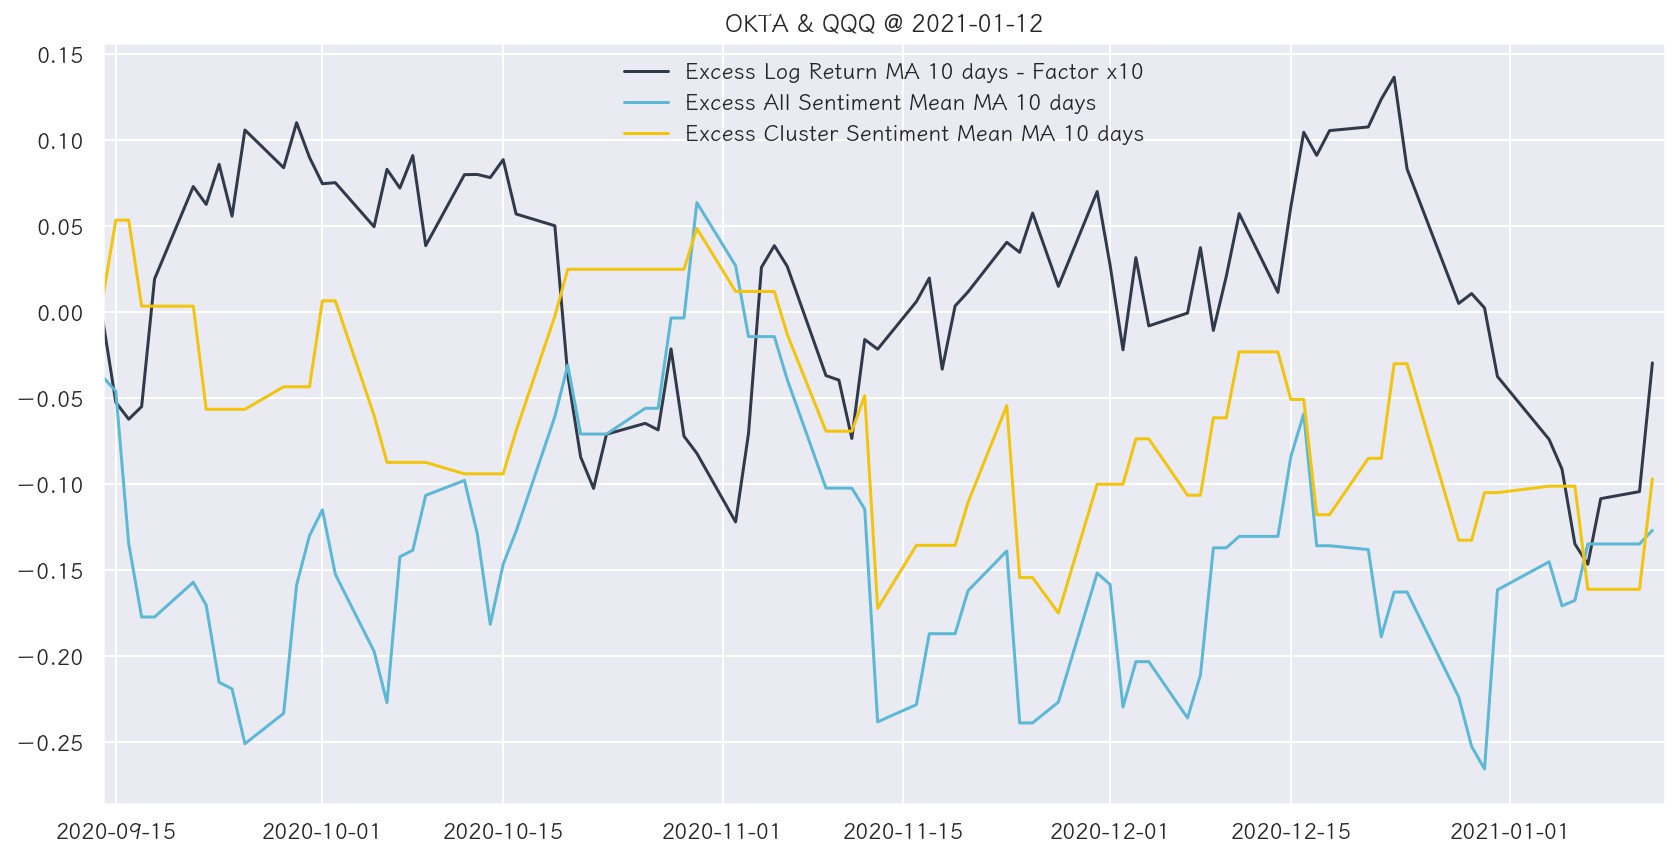 OKTA & QQQ @ 2021-01-12
Excess Log Return MA 10 days - Factor x10
Excess All Sentiment Mean MA 10 days
Excess Cluster Sentiment Mean MA 10 days
0.15
0.10
0.05
0.00
−0.05
−0.10
−0.15
−0.20
−0.25
2020-09-15 2020-10-01 2020-10-15 2020-11-01 2020-11-15 2020-12-01 2020-12-15 2021-01-01